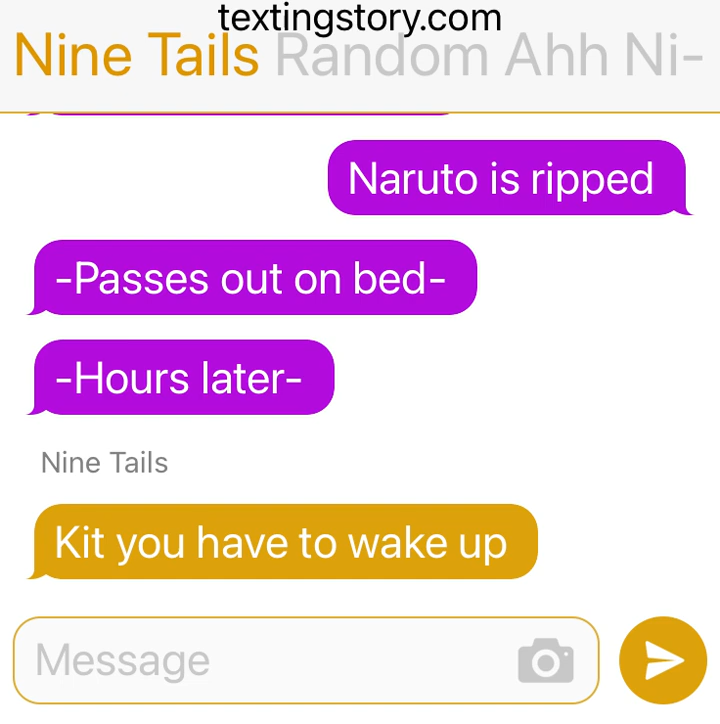 textingstory.com
Nine Tails Random Ahh Ni-
Naruto is ripped
-Passes out on bed-
-Hours later-
Nine Tails
Kit you have to wake up
Message